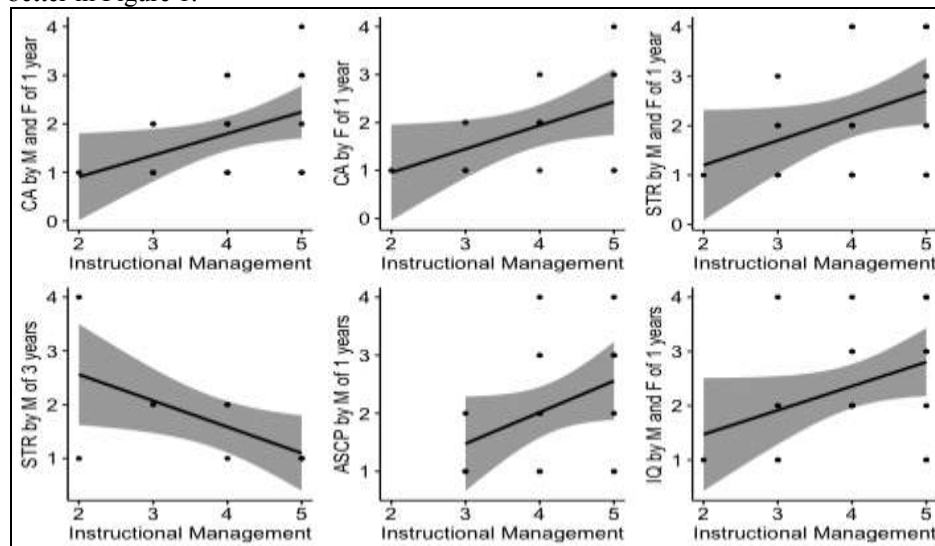 better in Figure 1.
CA by M and F of 1 year
4
3
2
1
0
2 3 4 5
Instructional Management
CA by F of 1 year
4
3
2
1
0
2 3 4 5
Instructional Management
STR by M and F of 1 year
4
3
2
1
0
2 3 4 5
Instructional Management
STR by M of 3 years
4
3
2
1
2 3 4 5
Instructional Management
ASCP by M of 1 years
4
3
2
1
2 3 4 5
Instructional Management
IQ by M and F of 1 years
4
3
2
1
2 3 4 5
Instructional Management